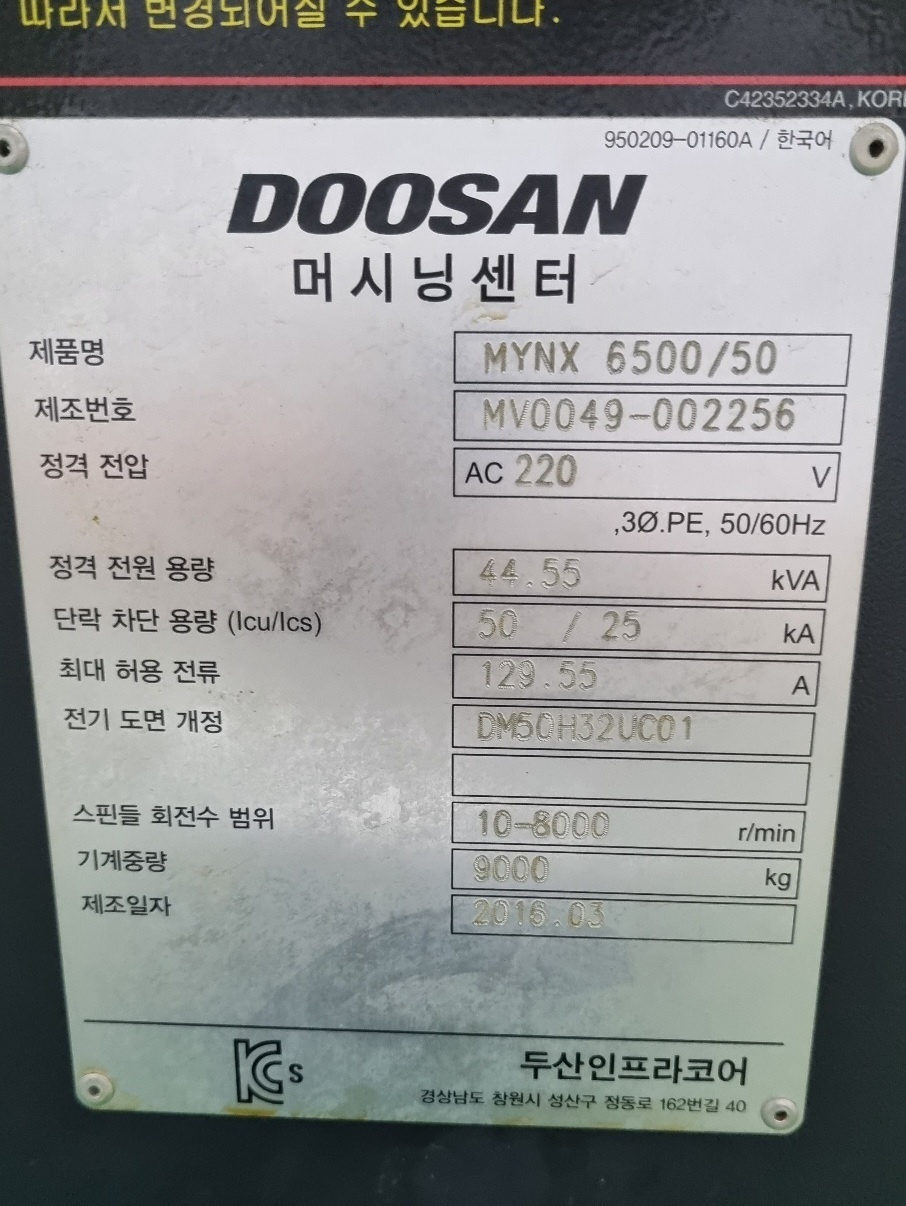 따라서 변경되어질 수 있습니다.
C42352334A, KOR
950209-01160A / 한국어
DOOSAN
머시닝센터
제품명 MYNX 6500/50
제조번호 MV0049-002256
정격 전압 AC 220 V
,3Ø.PE, 50/60Hz
정격 전원 용량 44.55 kVA
단락 차단 용량 (Icu/Ics) 50 / 25 kA
최대 허용 전류 129.55 A
전기 도면 개정 DM50H32UC01
스핀들 회전수 범위 10-8000 r/min
기계중량 9000 kg
제조일자 2016.03
KCs 두산인프라코어
경상남도 창원시 성산구 정동로 162번길 40